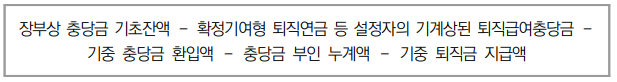 장부상 충당금 기초잔액 - 확정기여형 퇴직연금 등 설정자의 기계상된 퇴직급여충당금 -
기중 충당금 환입액 - 충당금 부인 누계액 - 기중 퇴직금 지급액